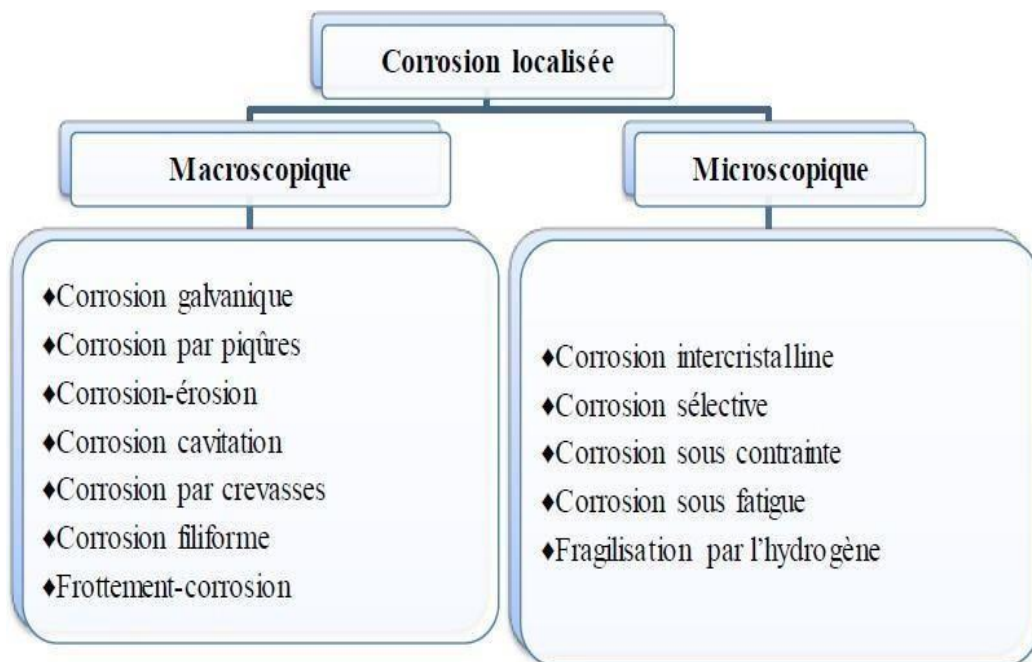 Corrosion localisée
Macroscopique
Microscopique
♦Corrosion galvanique
♦Corrosion par piqûres
♦Corrosion-érosion
♦Corrosion cavitation
♦Corrosion par crevasses
♦Corrosion filiforme
♦Frottement-corrosion
♦Corrosion intercristalline
♦Corrosion sélective
♦Corrosion sous contrainte
♦Corrosion sous fatigue
♦Fragilisation par l'hydrogène